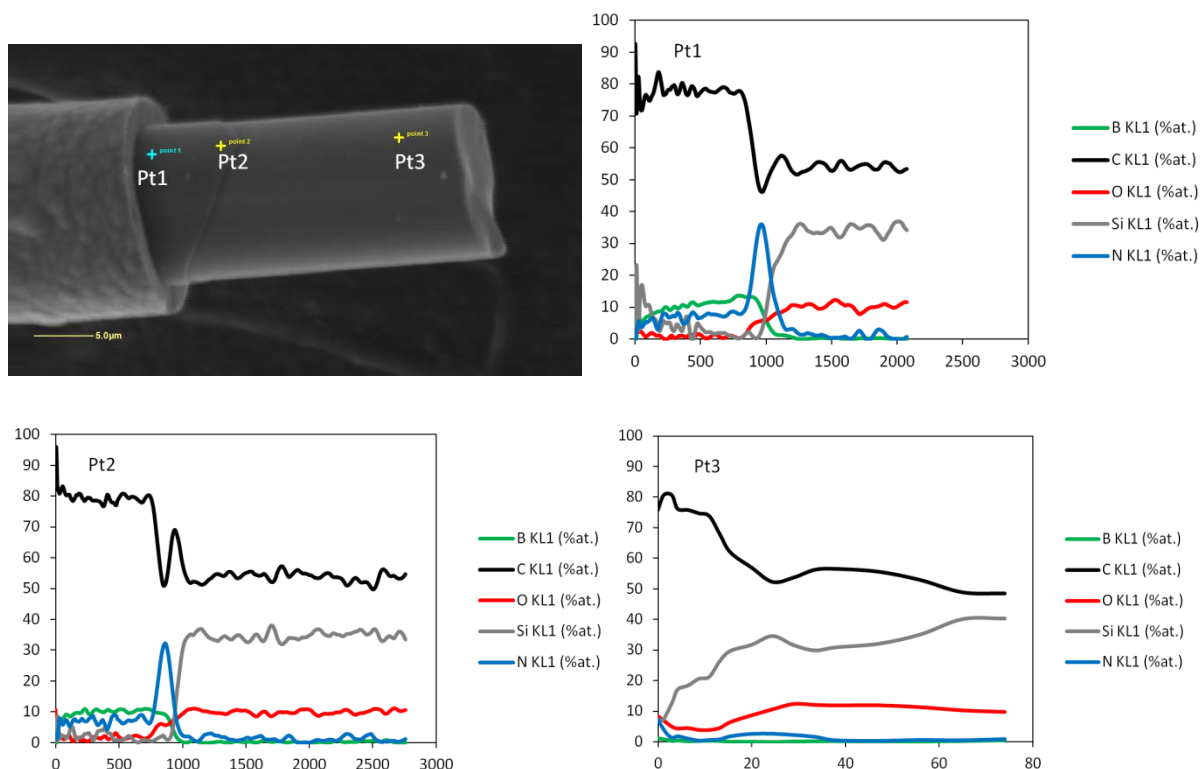 point 1
Pt1
point 2
Pt2
point 3
Pt3
5.0µm
Pt1
100
90
80
70
60
50
40
30
20
10
0
0 500 1000 1500 2000 2500 3000
B KL1 (%at.)
C KL1 (%at.)
O KL1 (%at.)
Si KL1 (%at.)
N KL1 (%at.)
Pt2
100
90
80
70
60
50
40
30
20
10
0
0 500 1000 1500 2000 2500 3000
B KL1 (%at.)
C KL1 (%at.)
O KL1 (%at.)
Si KL1 (%at.)
N KL1 (%at.)
Pt3
100
90
80
70
60
50
40
30
20
10
0
0 20 40 60 80
B KL1 (%at.)
C KL1 (%at.)
O KL1 (%at.)
Si KL1 (%at.)
N KL1 (%at.)